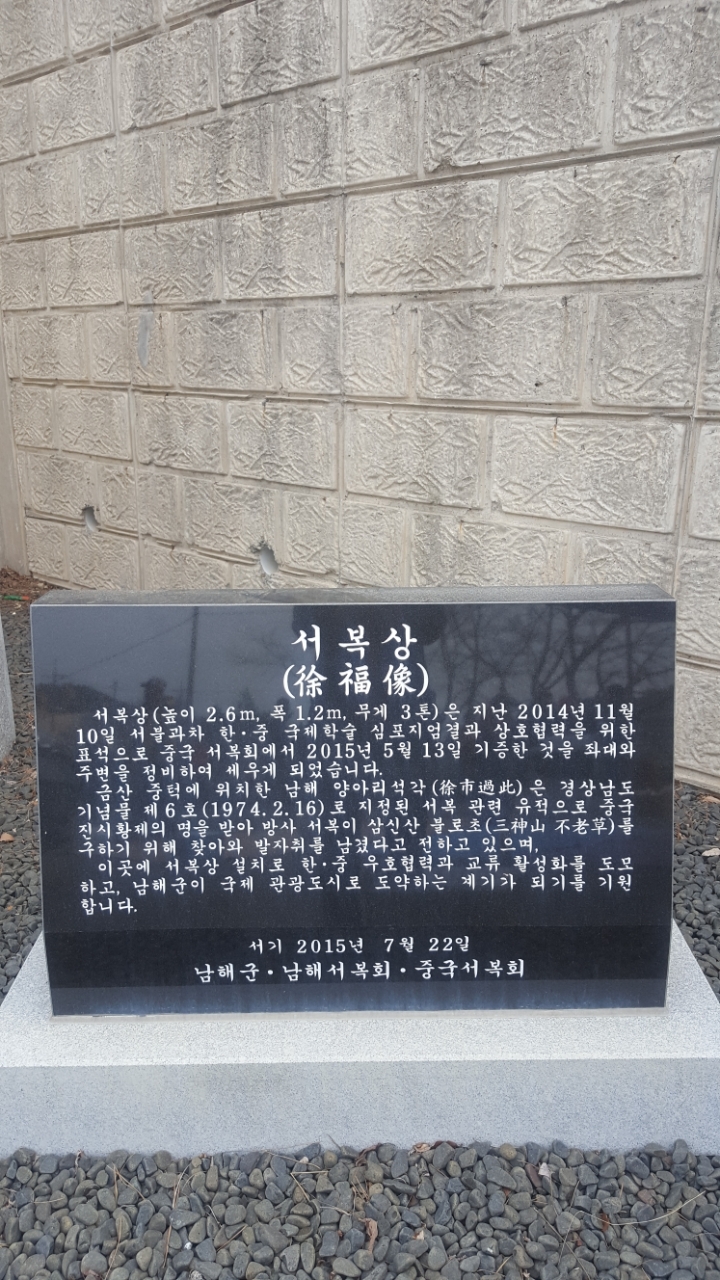 서복상
(徐福像)
서복상(높이 2.6m, 폭 1.2m, 무게 3톤)은 지난 2014년 11월
10일 서불과차 한·중 국제학술 심포지엄결과 상호협력을 위한
표석으로 중국 서복회에서 2015년 5월 13일 기증한 것을 좌대와
주변을 정비하여 세우게 되었습니다.
금산 중턱에 위치한 남해 양아리석각(徐市過此)은 경상남도
기념물 제6호(1974.2.16)로 지정된 서복 관련 유적으로 중국
진시황제의 명을 받아 방사 서복이 삼신산 불로초(三神山 不老草)를
구하기 위해 찾아와 발자취를 남겼다고 전하고 있으며,
이곳에 서복상 설치로 한·중 우호협력과 교류 활성화를 도모
하고, 남해군이 국제 관광도시로 도약하는 계기가 되기를 기원
합니다.
서기 2015년 7월 22일
남해군·남해서복회·중국서복회